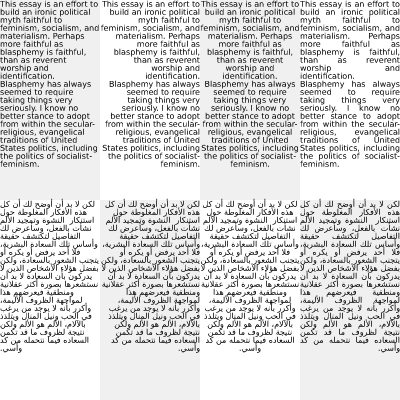 This essay is an effort to
build an ironic political
myth faithful to
feminism, socialism, and
materialism. Perhaps
more faithful as
blasphemy is faithful,
than as reverent
worship and
identification.
Blasphemy has always
seemed to require
taking things very
seriously. I know no
better stance to adopt
from within the secular-
religious, evangelical
traditions of United
States politics, including
the politics of socialist-
feminism.
This essay is an effort to
build an ironic political
myth faithful to
feminism, socialism, and
materialism. Perhaps
more faithful as
blasphemy is faithful,
than as reverent
worship and
identification.
Blasphemy has always
seemed to require
taking things very
seriously. I know no
better stance to adopt
from within the secular-
religious, evangelical
traditions of United
States politics, including
the politics of socialist-
feminism.
This essay is an effort to
build an ironic political
myth faithful to
feminism, socialism, and
materialism. Perhaps
more faithful as
blasphemy is faithful,
than as reverent
worship and
identification.
Blasphemy has always
seemed to require
taking things very
seriously. I know no
better stance to adopt
from within the secular-
religious, evangelical
traditions of United
States politics, including
the politics of socialist-
feminism.
This essay is an effort to
build an ironic political
myth faithful to
feminism, socialism, and
materialism. Perhaps
more faithful as
blasphemy is faithful,
than as reverent
worship and
identification.
Blasphemy has always
seemed to require
taking things very
seriously. I know no
better stance to adopt
from within the secular-
religious, evangelical
traditions of United
States politics, including
the politics of socialist-
feminism.
لكن لا بد أن أوضح لك أن كل
هذه الأفكار المغلوطة حول
استنكار النشوة وتمجيد الألم
نشأت بالفعل، وسأعرض لك
التفاصيل لتكتشف حقيقة
وأساس تلك السعادة البشرية،
فلا أحد يرفض أو يكره أو
يتجنب الشعور بالسعادة، ولكن
بفضل هؤلاء الأشخاص الذين لا
يدركون بأن السعادة لا بد أن
نستشعرها بصورة أكثر عقلانية
ومنطقية فيعرضهم هذا
لمواجهة الظروف الأليمة،
وأكرر بأنه لا يوجد من يرغب
في الحب ونيل المنال ويتلذذ
بالآلام، الألم هو الألم ولكن
نتيجة لظروف ما قد تكمن
السعاده فيما نتحمله من كد
وأسي.
لكن لا بد أن أوضح لك أن كل
هذه الأفكار المغلوطة حول
استنكار النشوة وتمجيد الألم
نشأت بالفعل، وسأعرض لك
التفاصيل لتكتشف حقيقة
وأساس تلك السعادة البشرية،
فلا أحد يرفض أو يكره أو
يتجنب الشعور بالسعادة، ولكن
بفضل هؤلاء الأشخاص الذين لا
يدركون بأن السعادة لا بد أن
نستشعرها بصورة أكثر عقلانية
ومنطقية فيعرضهم هذا
لمواجهة الظروف الأليمة،
وأكرر بأنه لا يوجد من يرغب
في الحب ونيل المنال ويتلذذ
بالآلام، الألم هو الألم ولكن
نتيجة لظروف ما قد تكمن
السعاده فيما نتحمله من كد
وأسي.
لكن لا بد أن أوضح لك أن كل
هذه الأفكار المغلوطة حول
استنكار النشوة وتمجيد الألم
نشأت بالفعل، وسأعرض لك
التفاصيل لتكتشف حقيقة
وأساس تلك السعادة البشرية،
فلا أحد يرفض أو يكره أو
يتجنب الشعور بالسعادة، ولكن
بفضل هؤلاء الأشخاص الذين لا
يدركون بأن السعادة لا بد أن
نستشعرها بصورة أكثر عقلانية
ومنطقية فيعرضهم هذا
لمواجهة الظروف الأليمة،
وأكرر بأنه لا يوجد من يرغب
في الحب ونيل المنال ويتلذذ
بالآلام، الألم هو الألم ولكن
نتيجة لظروف ما قد تكمن
السعاده فيما نتحمله من كد
وأسي.
لكن لا بد أن أوضح لك أن كل
هذه الأفكار المغلوطة حول
استنكار النشوة وتمجيد الألم
نشأت بالفعل، وسأعرض لك
التفاصيل لتكتشف حقيقة
وأساس تلك السعادة البشرية،
فلا أحد يرفض أو يكره أو
يتجنب الشعور بالسعادة، ولكن
بفضل هؤلاء الأشخاص الذين لا
يدركون بأن السعادة لا بد أن
نستشعرها بصورة أكثر عقلانية
ومنطقية فيعرضهم هذا
لمواجهة الظروف الأليمة،
وأكرر بأنه لا يوجد من يرغب
في الحب ونيل المنال ويتلذذ
بالآلام، الألم هو الألم ولكن
نتيجة لظروف ما قد تكمن
السعاده فيما نتحمله من كد
وأسي.